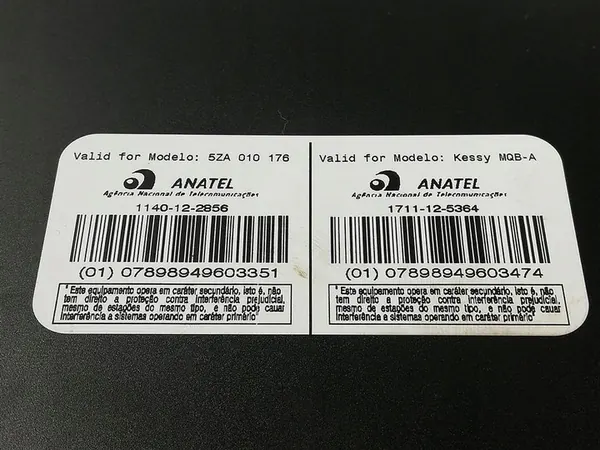 Valid for Modelo: 5ZA 010 176
ANATEL
Agência Nacional de Telecomunicações
1140-12-2856
(01) 07898949603351
"Este equipamento opera em caráter secundário, isto é, não
tem direito a proteção contra interferência prejudicial,
mesmo de estações do mesmo tipo, e não pode cauar
interferência a sistemas operando em caráter primário"
Valid for Modelo: Kessy MQB-A
ANATEL
Agência Nacional de Telecomunicações
1711-12-5364
(01) 07898949603474
"Este equipamento opera em caráter secundário, isto é, não
tem direito a proteção contra interferência prejudicial,
mesmo de estações do mesmo tipo, e não pode cauar
interferência a sistemas operando em caráter primário"